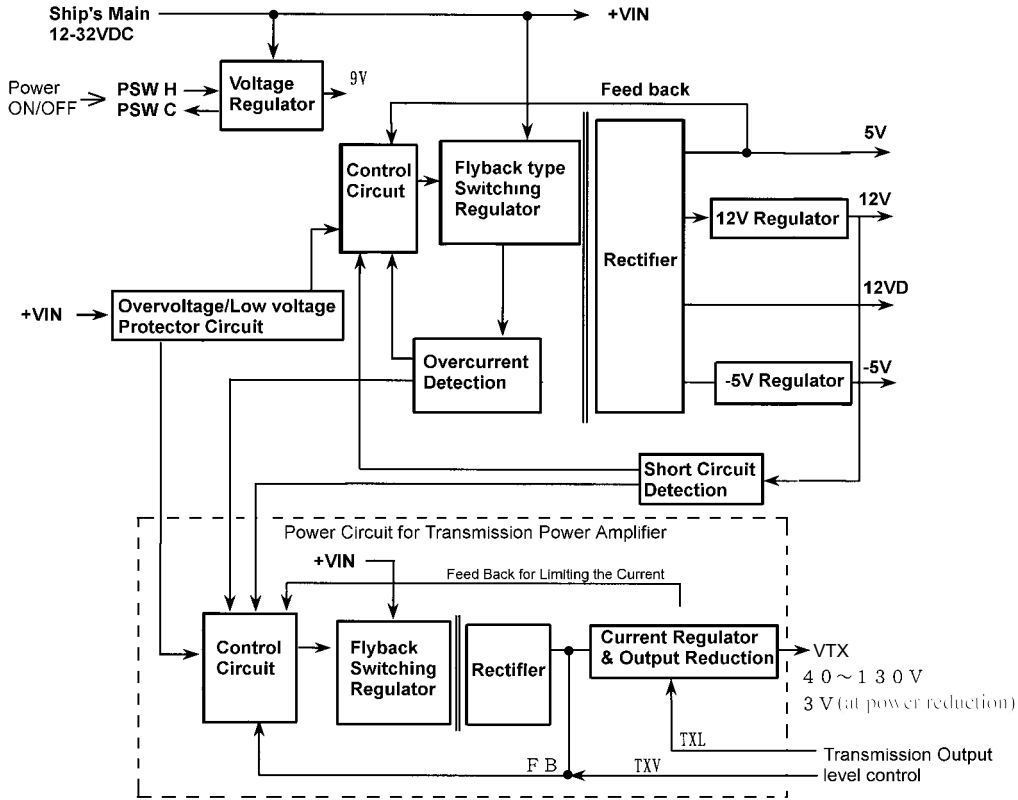 Ship's Main
12-32VDC
+VIN
Power
ON/OFF
PSW H
PSW C
Voltage
Regulator
9V
Feed back
Control
Circuit
Flyback type
Switching
Regulator
Rectifier
5V
12V
12V Regulator
12VD
-5V
-5V Regulator
+VIN
Overvoltage/Low voltage
Protector Circuit
Overcurrent
Detection
Short Circuit
Detection
Power Circuit for Transmission Power Amplifier
+VIN
Feed Back for Limiting the Current
Control
Circuit
Flyback
Switching
Regulator
Rectifler
Current Regulator
& Output Reduction
VTX
40～130V
3V (at power reduction)
TXL
FB
TXV
Transmission Output
level control